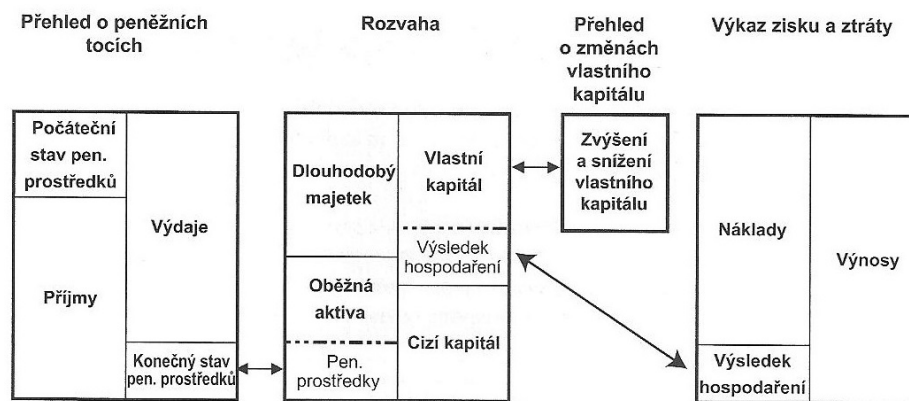 Přehled o peněžních
tocích
Rozvaha
Přehled
o změnách
vlastního
kapitálu
Výkaz zisku a ztráty
Počáteční
stav pen.
prostředků
Příjmy
Výdaje
Konečný stav
pen. prostředků
Dlouhodobý
majetek
Oběžná
aktiva
Pen.
prostředky
Vlastní
kapitál
Výsledek
hospodaření
Cizí kapitál
Zvýšení
a snížení
vlastního
kapitálu
Náklady
Výsledek
hospodaření
Výnosy